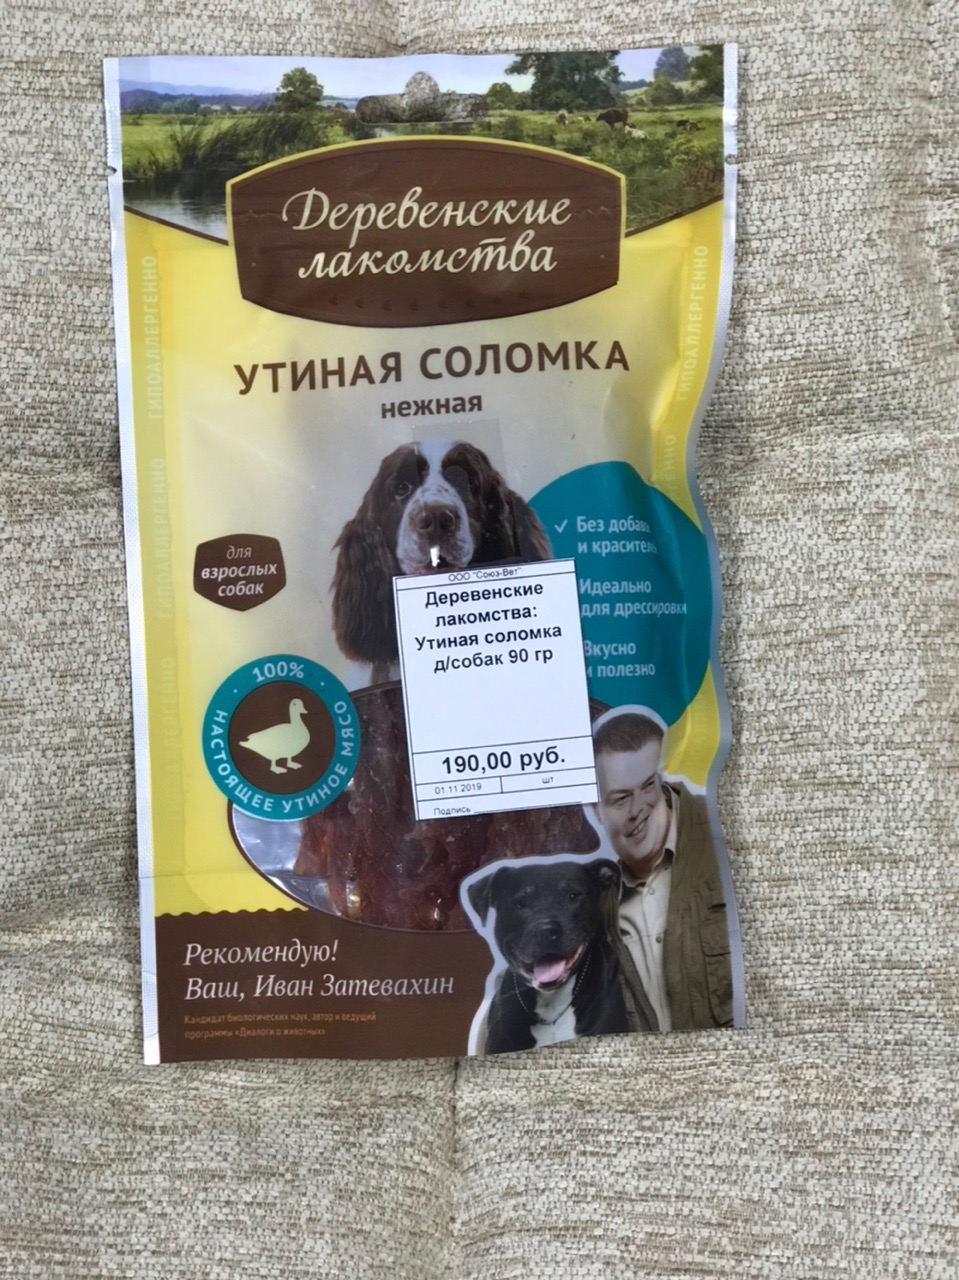 Деревенские
лакомства
УТИНАЯ СОЛОМКА
нежная
ГИПОАЛЛЕРГЕННО
ГИПОАЛЛЕРГЕННО
для
взрослых
собак
Без
и
Идеально
для дрессировки
Вкусно
и полезно
100%
НАСТОЯЩЕЕ УТИНОЕ МЯСО
ООО "Союз-Вет"
Деревенские
лакомства:
Утиная соломка
д/собак 90 гр
190,00 руб.
01.11.2019 шт
Подпись
Рекомендую!
Ваш, Иван Затевахин
Кандидат биологических наук, автор и ведущий
программы «Диалоги о животных»